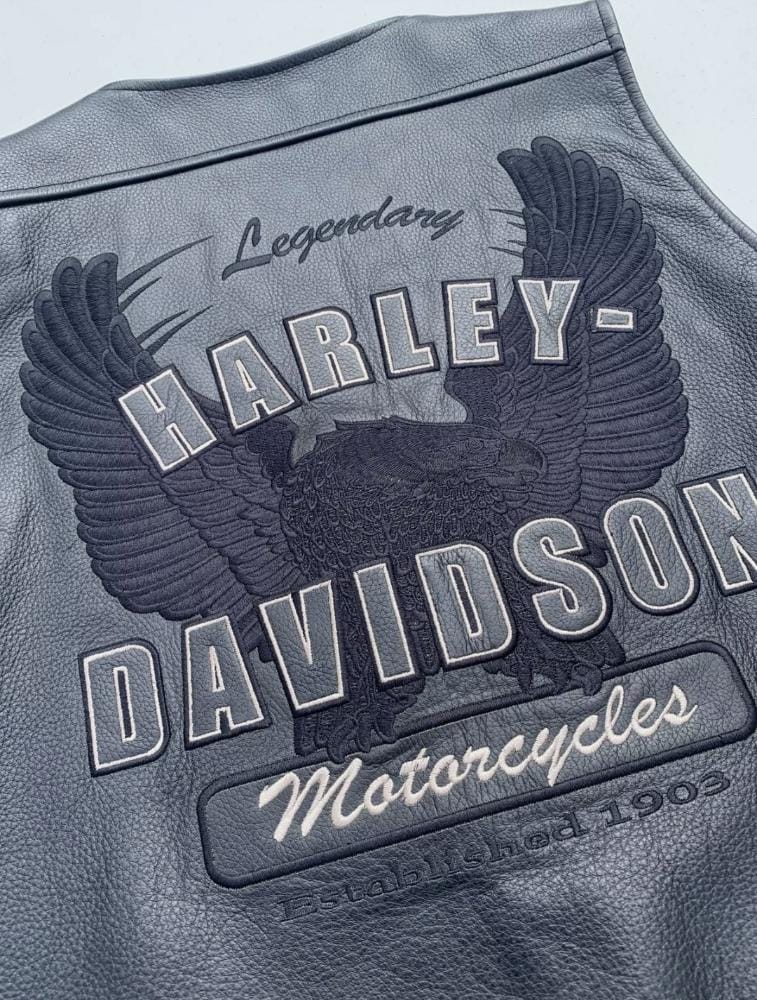 Legendary
HARLEY-
DAVIDSON
Motorcycles
Established 1903